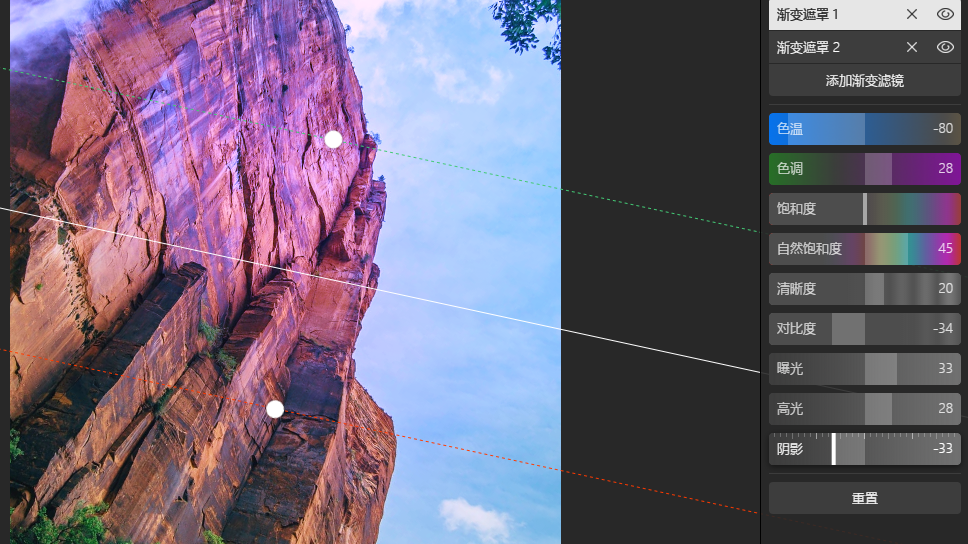 渐变遮罩 1
渐变遮罩 2
添加渐变滤镜
色温 -80
色调 28
饱和度
自然饱和度 45
清晰度 20
对比度 -34
曝光 33
高光 28
阴影 -33
重置